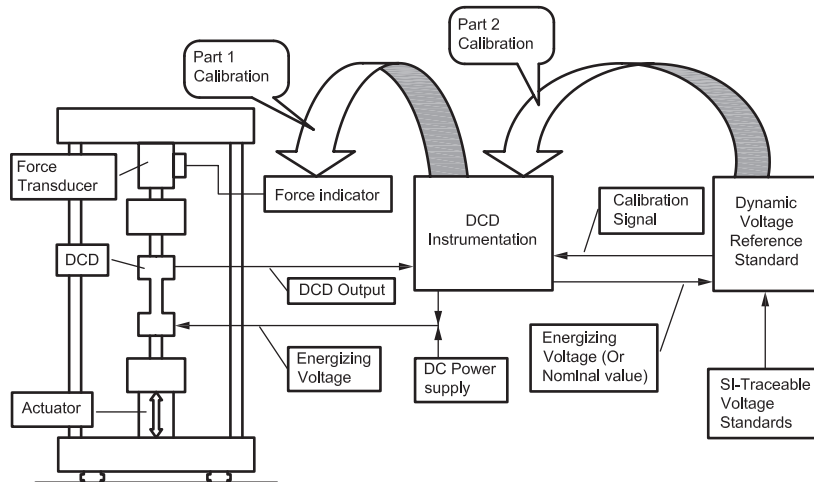 Part 1
Calibration
Part 2
Calibration
Force
Transducer
Force indicator
DCD
Instrumentation
Calibration
Signal
Dynamic
Voltage
Reference
Standard
DCD
DCD Output
Energizing
Voltage
DC Power
supply
Energizing
Voltage (Or
Nominal value)
SI-Traceable
Voltage
Standards
Actuator